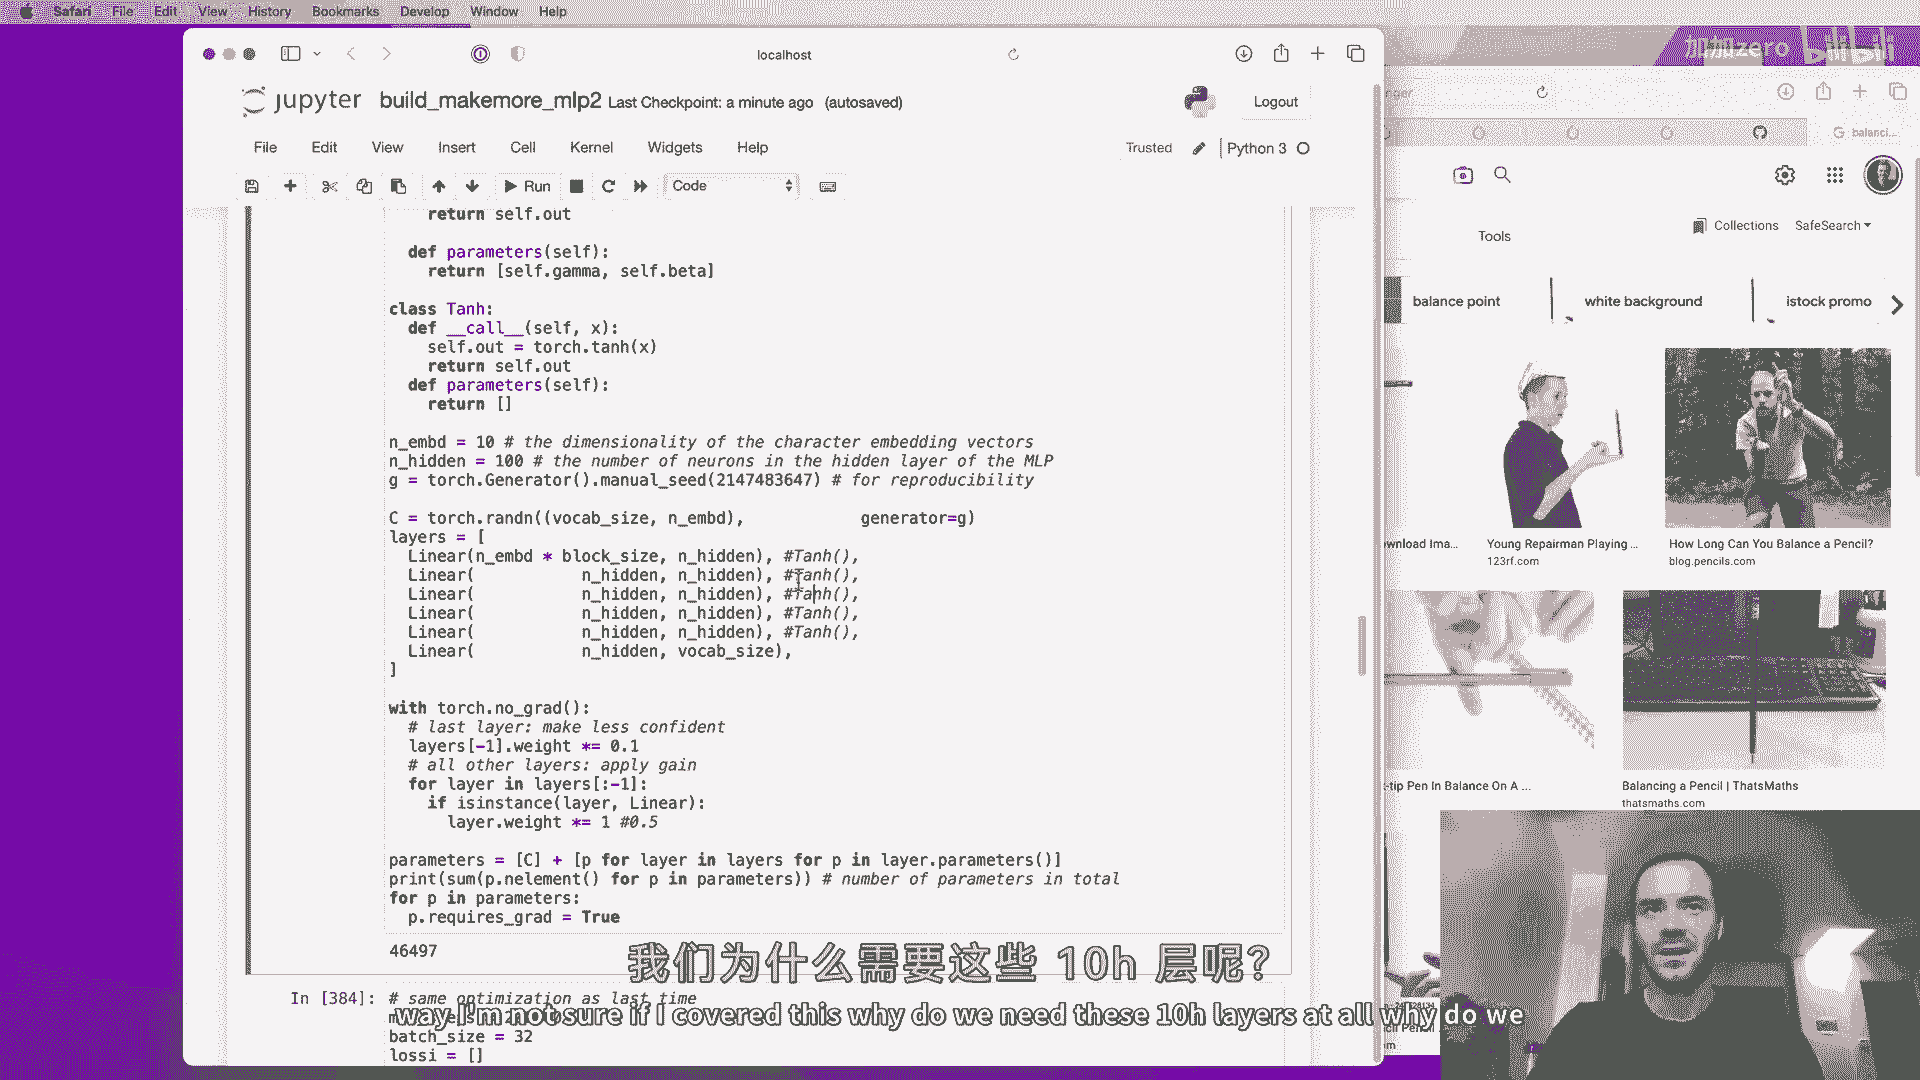 Safari File Edit View History Bookmarks Develop Window Help
localhost
加加zero bilibili
jupyter build_makemore_mlp2 Last Checkpoint: a minute ago (autosaved)
Logout
File Edit View Insert Cell Kernel Widgets Help
Trusted
Python 3
Run
Code
return self.out
def parameters(self):
return [self.gamma, self.beta]
class Tanh:
def __call__(self, x):
self.out = torch.tanh(x)
return self.out
def parameters(self):
return []
n_embd = 10 # the dimensionality of the character embedding vectors
n_hidden = 100 # the number of neurons in the hidden layer of the MLP
g = torch.Generator().manual_seed(2147483647) # for reproducibility
C = torch.randn((vocab_size, n_embd), generator=g)
layers = [
Linear(n_embd * block_size, n_hidden), #Tanh(),
Linear( n_hidden, n_hidden), #Tanh(),
Linear( n_hidden, n_hidden), #Tanh(),
Linear( n_hidden, n_hidden), #Tanh(),
Linear( n_hidden, n_hidden), #Tanh(),
Linear( n_hidden, vocab_size),
]
with torch.no_grad():
# last layer: make less confident
layers[-1].weight *= 0.1
# all other layers: apply gain
for layer in layers[:-1]:
if isinstance(layer, Linear):
layer.weight *= 1 #0.5
parameters = [C] + [p for layer in layers for p in layer.parameters()]
print(sum(p.nelement() for p in parameters)) # number of parameters in total
for p in parameters:
p.requires_grad = True
46497
In [384]: # same optimization as last time
batch_size = 32
lossi = []
balanci...
Collections SafeSearch
Tools
balance point
white background
istock promo
wnload Ima...
Young Repairman Playing ...
123rf.com
How Long Can You Balance a Pencil?
blog.pencils.com
-tip Pen In Balance On A ...
Balancing a Pencil | ThatsMaths
thatsmaths.com
我们为什么需要这些 10h 层呢?
way I'm not sure if I covered this why do we need these 10h layers at all why do we